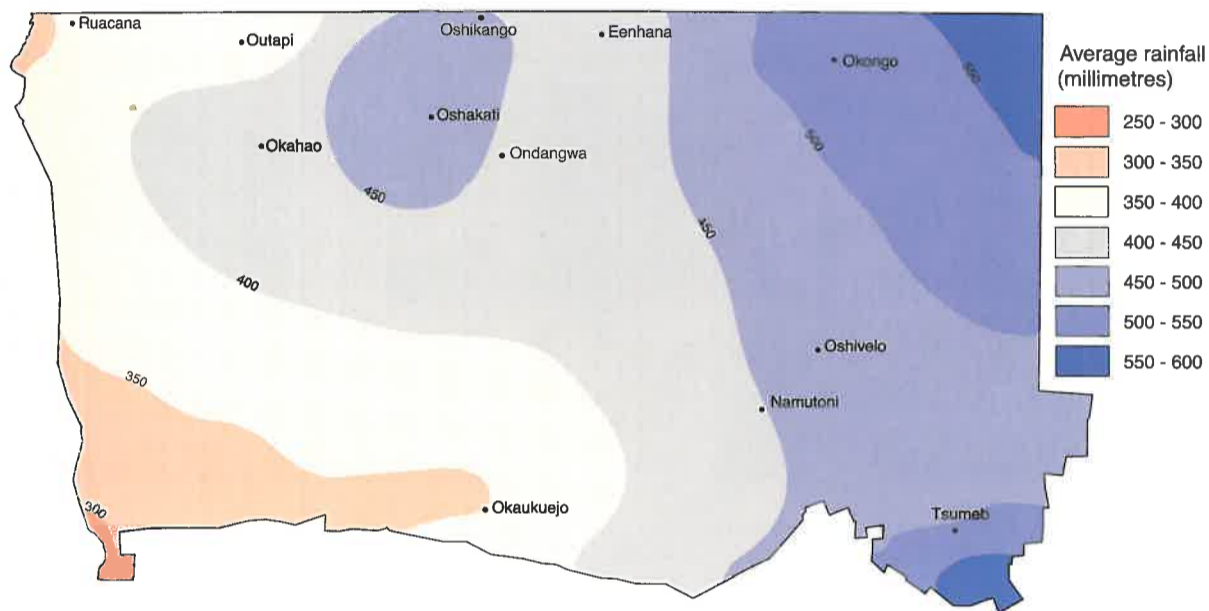 Ruacana
Outapi
Oshikango
Eenhana
Okongo
550
Oshakati
500
Okahao
Ondangwa
450
450
400
Oshivelo
350
Namutoni
300
Okaukuejo
Tsumeb
Average rainfall
(millimetres)
250 - 300
300 - 350
350 - 400
400 - 450
450 - 500
500 - 550
550 - 600